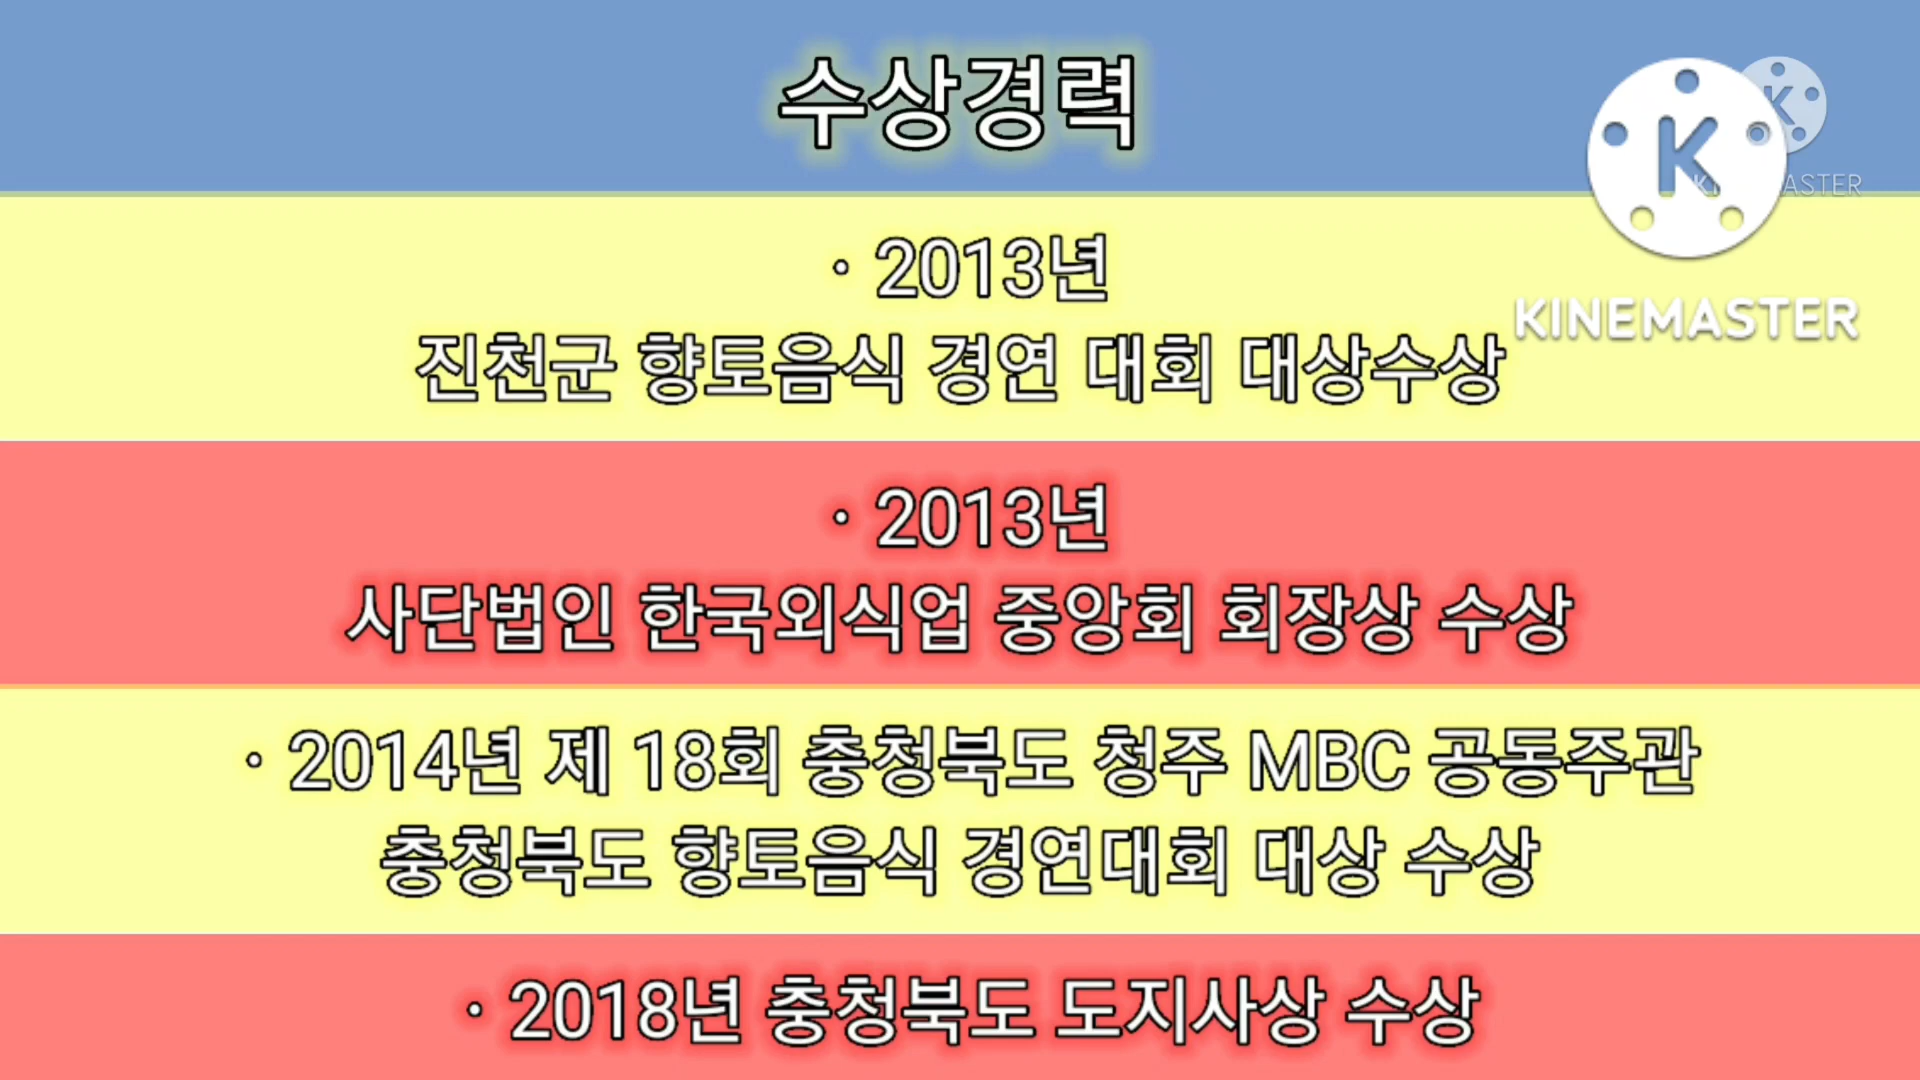 수상경력
K
KINEMASTER
· 2013년
진천군 향토음식 경연 대회 대상수상
· 2013년
사단법인 한국외식업 중앙회 회장상 수상
· 2014년 제 18회 충청북도 청주 MBC 공동주관
충청북도 향토음식 경연대회 대상 수상
· 2018년 충청북도 도지사상 수상